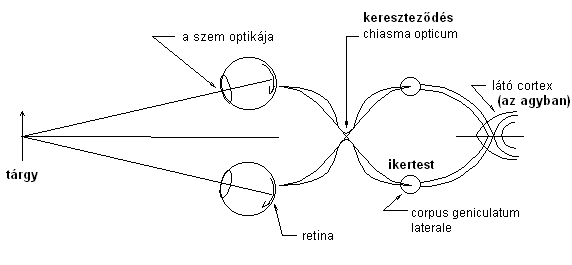 kereszteződés
chiasma opticum
a szem optikája
látó cortex
(az agyban)
tárgy
ikertest
corpus geniculatum
laterale
retina